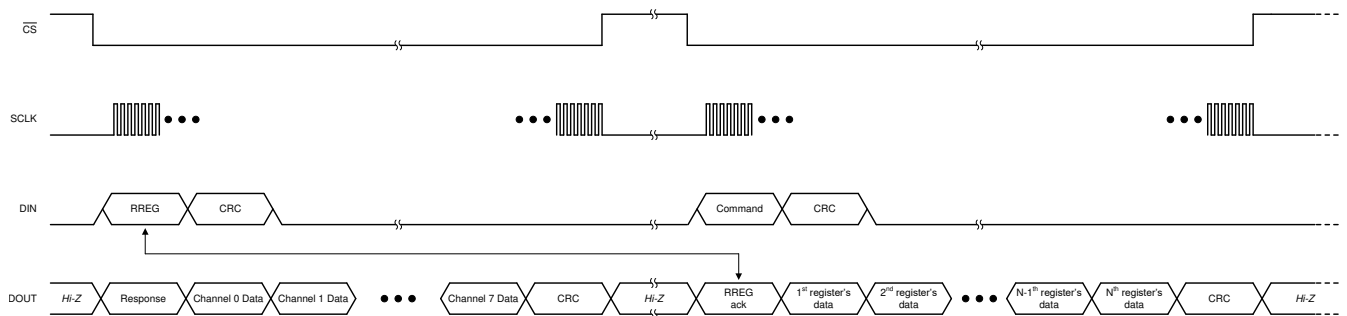 CS
SCLK
DIN
RREG
CRC
Command
CRC
DOUT
Hi-Z
Response
Channel 0 Data
Channel 1 Data
Channel 7 Data
CRC
Hi-Z
RREG
ack
1st register's
data
2nd register's
data
N-1th register's
data
Nth register's
data
CRC
Hi-Z